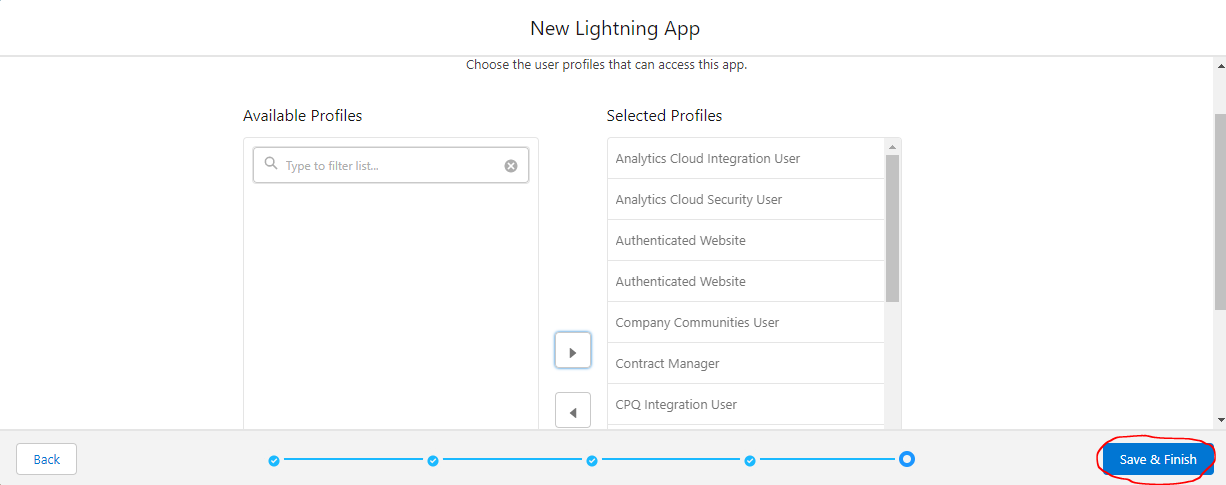 New Lightning App
Choose the user profiles that can access this app.
Available Profiles
Type to filter list...
Selected Profiles
Analytics Cloud Integration User
Analytics Cloud Security User
Authenticated Website
Authenticated Website
Company Communities User
Contract Manager
CPQ Integration User
Back
Save & Finish